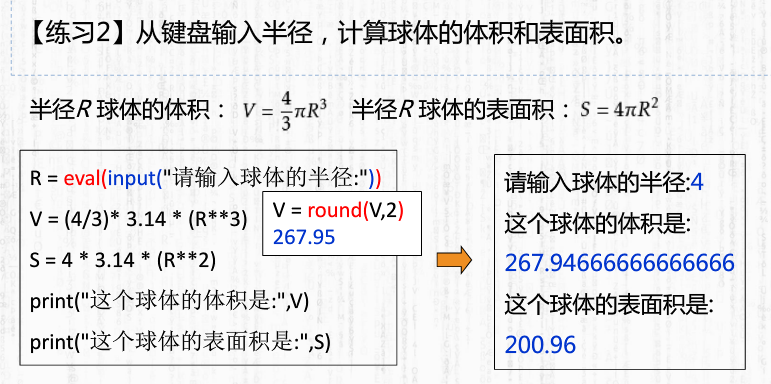 【练习2】从键盘输入半径，计算球体的体积和表面积。
半径R 球体的体积： V = 4/3 πR³ 半径R 球体的表面积： S = 4πR²
R = eval(input("请输入球体的半径:"))
V = (4/3)* 3.14 * (R**3)
S = 4 * 3.14 * (R**2)
print("这个球体的体积是:",V)
print("这个球体的表面积是:",S)
V = round(V,2)
267.95
请输入球体的半径:4
这个球体的体积是:
267.94666666666666
这个球体的表面积是:
200.96